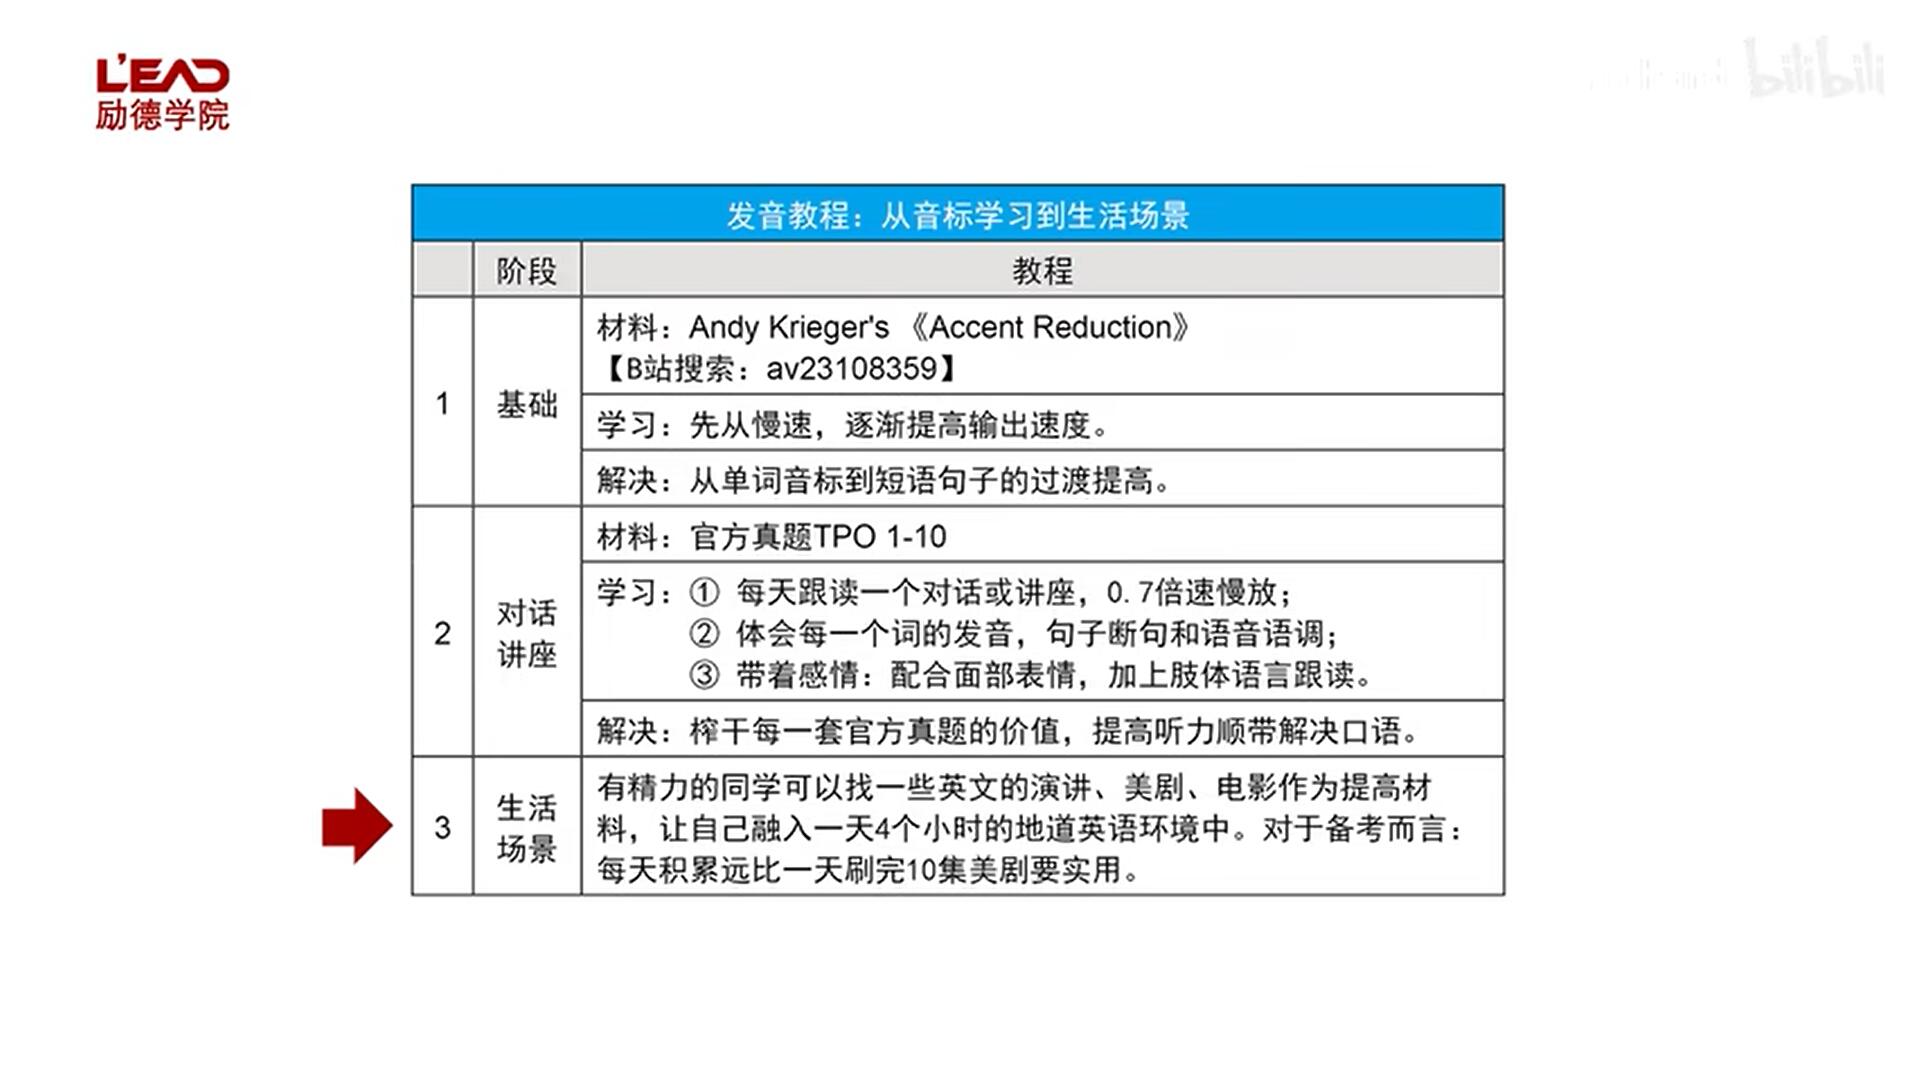 L'EAD
励德学院
bilibili
发音教程：从音标学习到生活场景
阶段
教程
1
基础
材料：Andy Krieger's 《Accent Reduction》
【B站搜索：av23108359】
学习：先从慢速，逐渐提高输出速度。
解决：从单词音标到短语句子的过渡提高。
2
对话
讲座
材料：官方真题TPO 1-10
学习：① 每天跟读一个对话或讲座，0.7倍速慢放；
② 体会每一个词的发音，句子断句和语音语调；
③ 带着感情：配合面部表情，加上肢体语言跟读。
解决：榨干每一套官方真题的价值，提高听力顺带解决口语。
3
生活
场景
有精力的同学可以找一些英文的演讲、美剧、电影作为提高材
料，让自己融入一天4个小时的地道英语环境中。对于备考而言：
每天积累远比一天刷完10集美剧要实用。